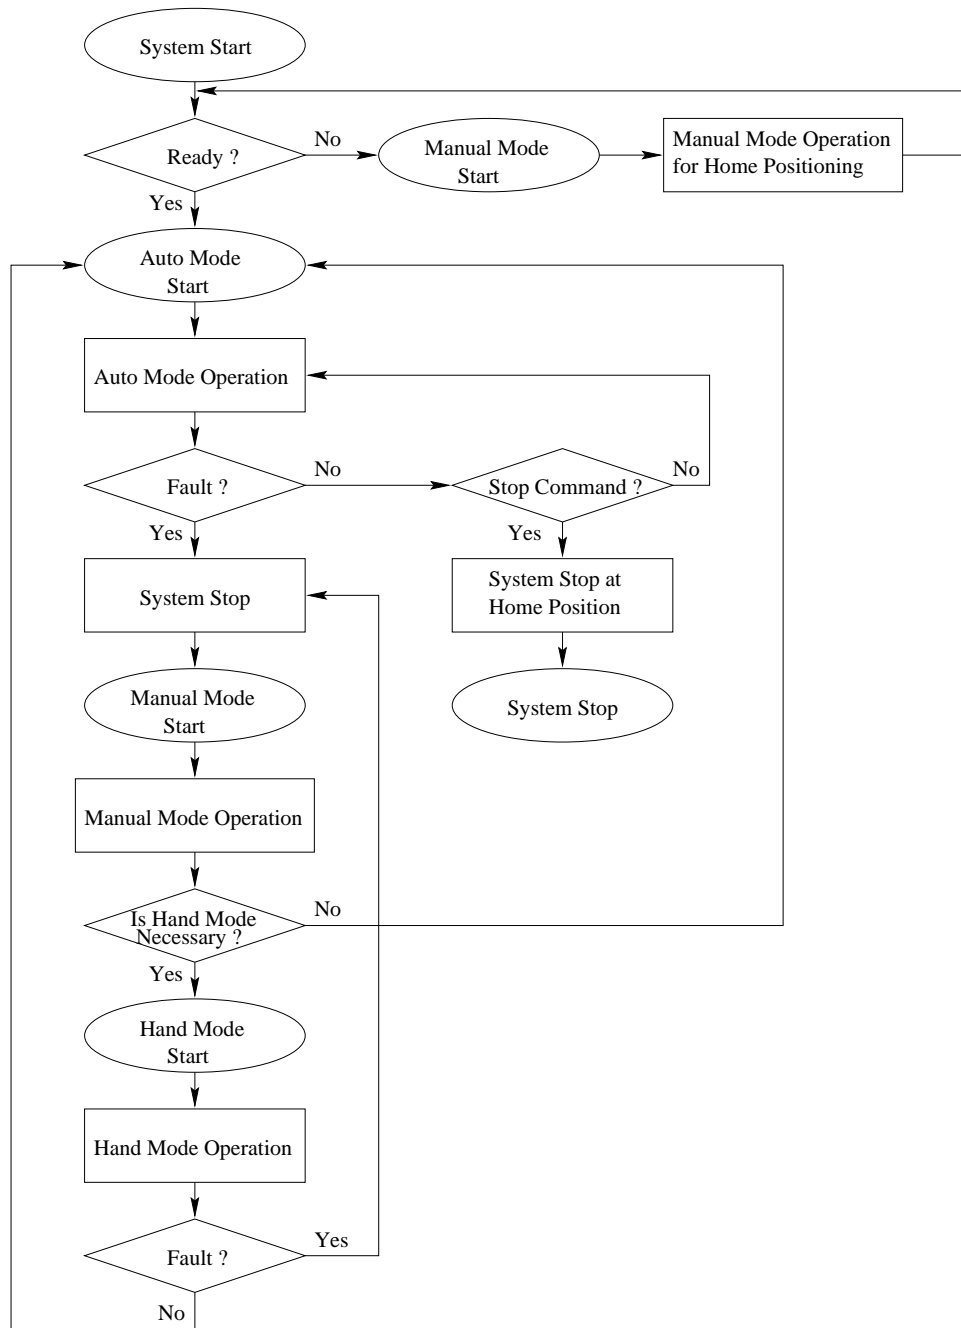 System Start
Ready ?
No
Manual Mode
Start
Manual Mode Operation
for Home Positioning
Yes
Auto Mode
Start
Auto Mode Operation
Fault ?
No
Stop Command ?
No
Yes
Yes
System Stop
System Stop at
Home Position
Manual Mode
Start
System Stop
Manual Mode Operation
Is Hand Mode
Necessary ?
No
Yes
Hand Mode
Start
Hand Mode Operation
Fault ?
Yes
No